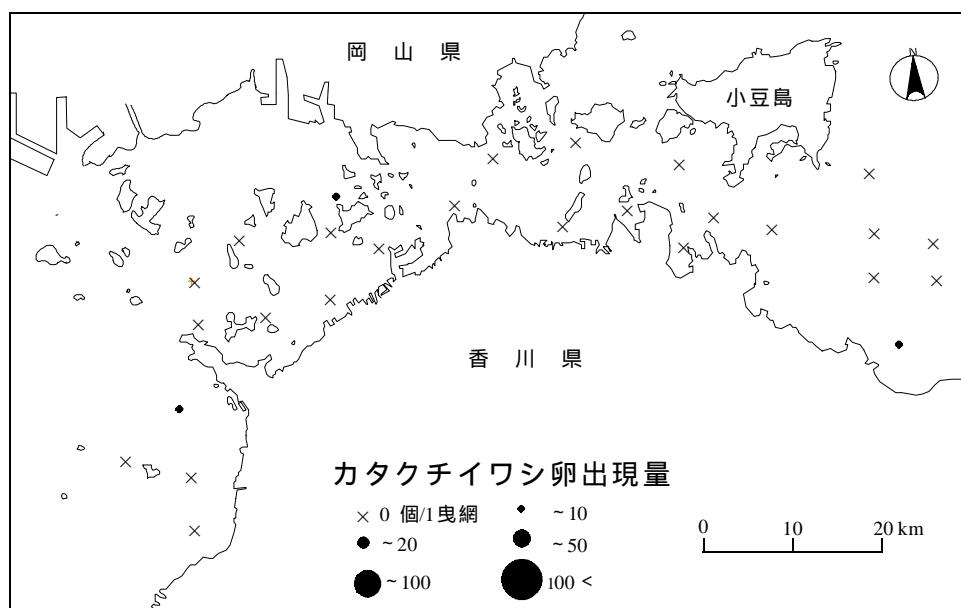 岡 山 県
N
小豆島
香 川 県
カタクチイワシ卵出現量
× 0 個/1曳網
~10
~20
~50
~100
100 <
0 10 20 km